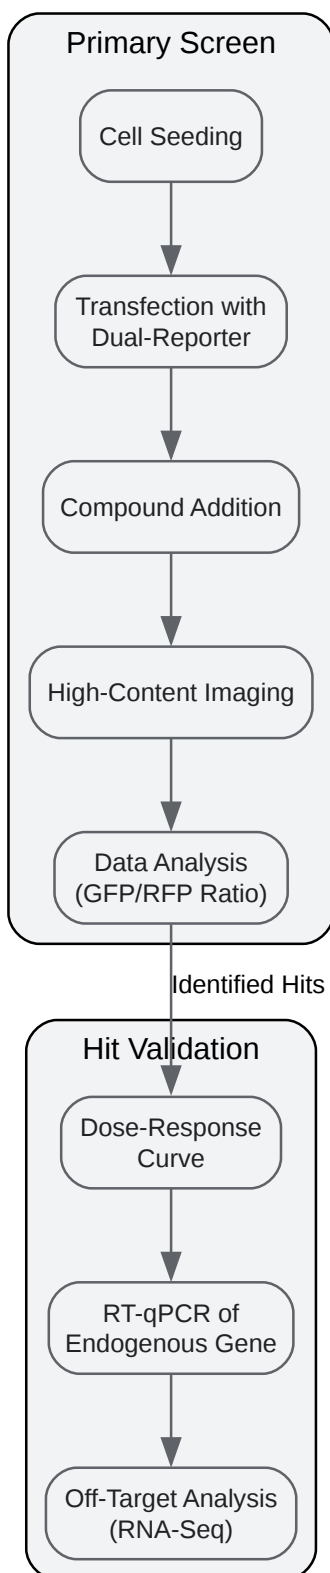 Primary Screen
Cell Seeding
Transfection with
Dual-Reporter
Compound Addition
High-Content Imaging
Data Analysis
(GFP/RFP Ratio)
Identified Hits
Hit Validation
Dose-Response
Curve
RT-qPCR of
Endogenous Gene
Off-Target Analysis
(RNA-Seq)